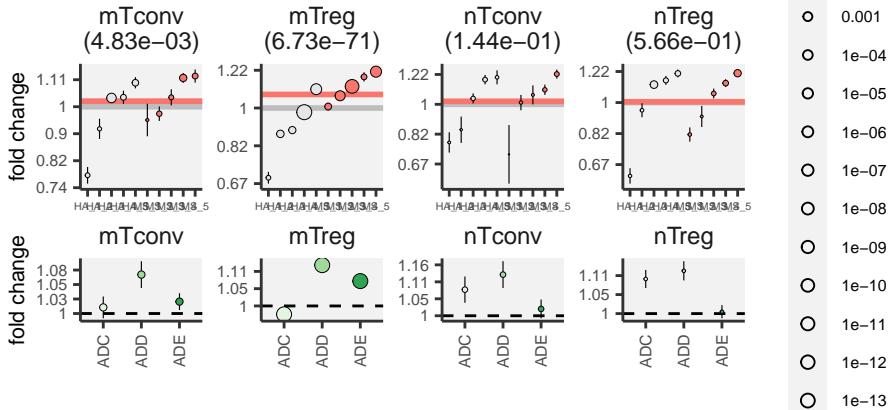 mTconv
(4.83e−03)
mTreg
(6.73e−71)
nTconv
(1.44e−01)
nTreg
(5.66e−01)
fold change
1.11
1
0.9
0.82
0.74
1.22
1
0.82
0.67
1.22
1
0.82
0.67
1.22
1
0.82
0.67
mTconv
mTreg
nTconv
nTreg
fold change
1.08
1.05
1.03
1
1.11
1.05
1
1.16
1.11
1.05
1
1.11
1.05
1
ADC
ADD
ADE
ADC
ADD
ADE
ADC
ADD
ADE
ADC
ADD
ADE
0.001
1e−04
1e−05
1e−06
1e−07
1e−08
1e−09
1e−10
1e−11
1e−12
1e−13